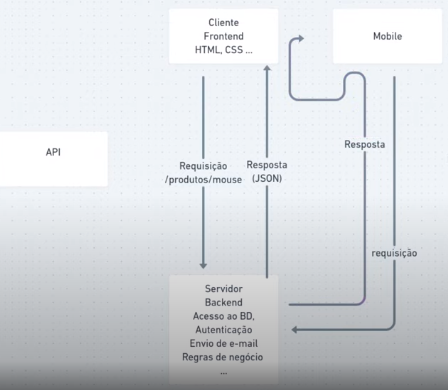 Cliente
Frontend
HTML, CSS ...
Mobile
API
Requisição
/produtos/mouse
Resposta
(JSON)
Resposta
requisição
Servidor
Backend
Acesso ao BD,
Autenticação
Envio de e-mail
Regras de negócio
...